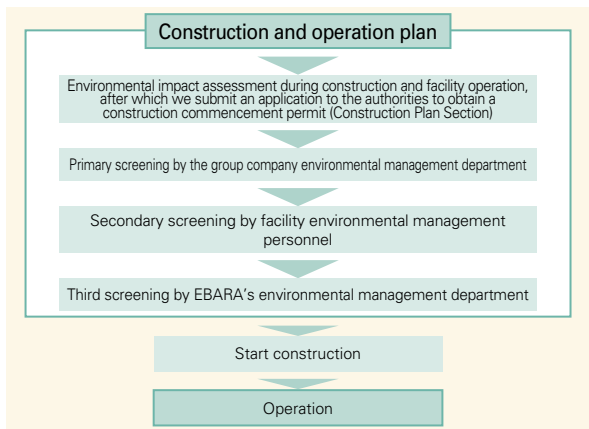 Construction and operation plan
Environmental impact assessment during construction and facility operation,
after which we submit an application to the authorities to obtain a
construction commencement permit (Construction Plan Section)
Primary screening by the group company environmental management department
Secondary screening by facility environmental management
personnel
Third screening by EBARA's environmental management department
Start construction
Operation